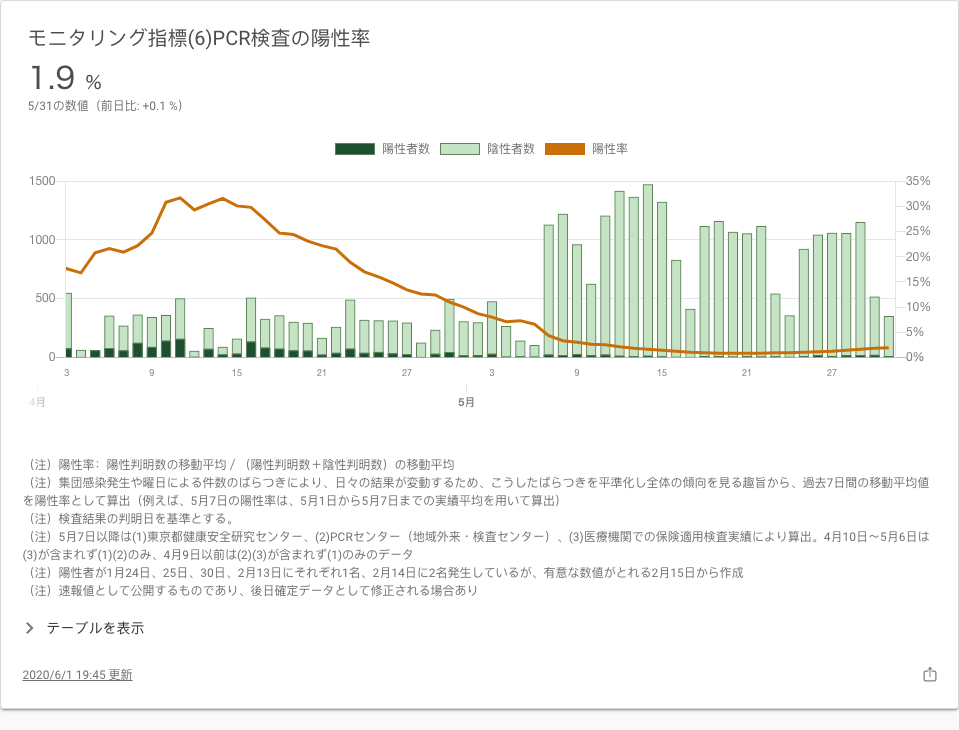 モニタリング指標(6)PCR検査の陽性率
1.9 %
5/31の数値（前日比: +0.1 %）
陽性者数 陰性者数 陽性率
1500 35%
30%
1000 25%
20%
15%
500 10%
5%
0 0%
3 9 15 21 27 3 9 15 21 27
4月 5月
（注）陽性率：陽性判明数の移動平均 / （陽性判明数＋陰性判明数）の移動平均
（注）集団感染発生や曜日による件数のばらつきにより、日々の結果が変動するため、こうしたばらつきを平準化し全体の傾向を見る趣旨から、過去7日間の移動平均値
を陽性率として算出（例えば、5月7日の陽性率は、5月1日から5月7日までの実績平均を用いて算出）
（注）検査結果の判明日を基準とする。
（注）5月7日以降は(1)東京都健康安全研究センター、(2)PCRセンター（地域外来・検査センター）、(3)医療機関での保険適用検査実績により算出。4月10日～5月6日は
(3)が含まれず(1)(2)のみ、4月9日以前は(2)(3)が含まれず(1)のみのデータ
（注）陽性者が1月24日、25日、30日、2月13日にそれぞれ1名、2月14日に2名発生しているが、有意な数値がとれる2月15日から作成
（注）速報値として公開するものであり、後日確定データとして修正される場合あり
テーブルを表示
2020/6/1 19:45 更新